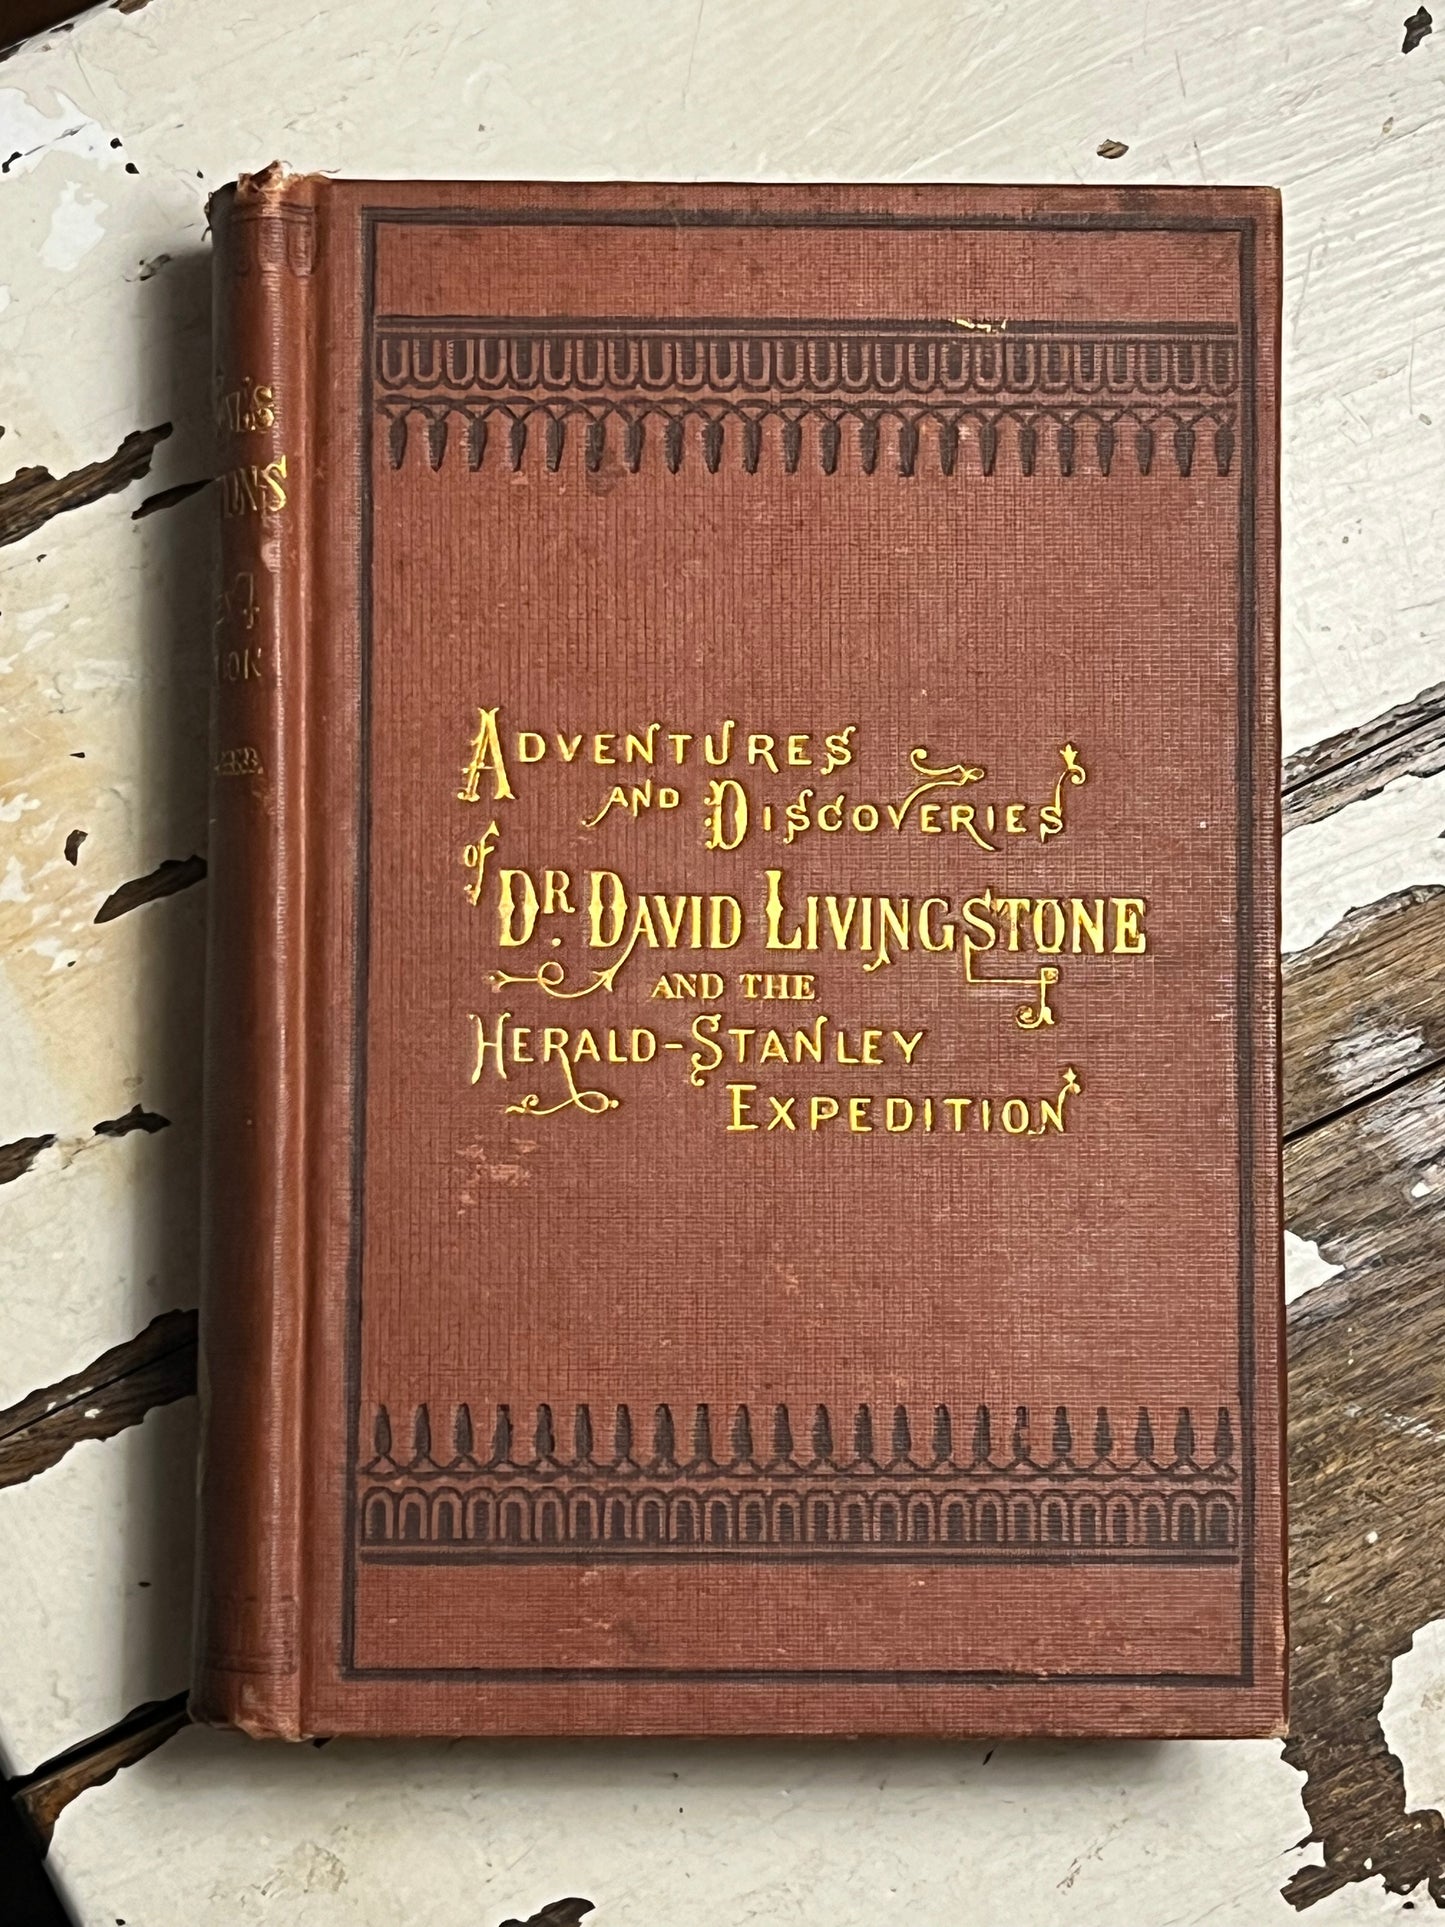 ADVENTURES
AND DISCOVERIES
OF
DR. DAVID LIVINGSTONE
AND THE
HERALD-STANLEY
EXPEDITION